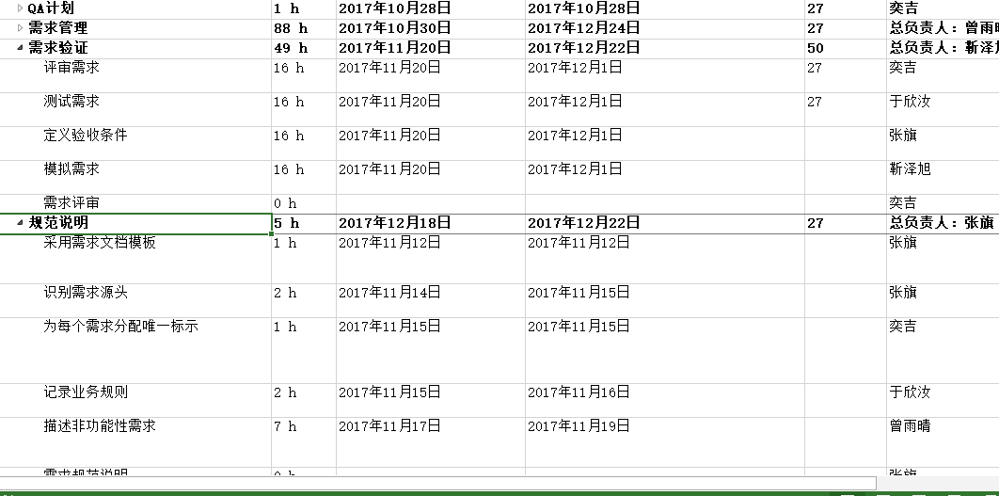 QA计划 1 h 2017年10月28日 2017年10月28日 27 奕吉
需求管理 88 h 2017年10月30日 2017年12月24日 27 总负责人：曾雨晴
需求验证 49 h 2017年11月20日 2017年12月22日 50 总负责人：靳泽旭
评审需求 16 h 2017年11月20日 2017年12月1日 27 奕吉
测试需求 16 h 2017年11月20日 2017年12月1日 27 于欣汝
定义验收条件 16 h 2017年11月20日 2017年12月1日 张旗
模拟需求 16 h 2017年11月20日 2017年12月1日 靳泽旭
需求评审 0 h 奕吉
规范说明 5 h 2017年12月18日 2017年12月22日 27 总负责人：张旗
采用需求文档模板 1 h 2017年11月12日 2017年11月12日 张旗
识别需求源头 2 h 2017年11月14日 2017年11月15日 张旗
为每个需求分配唯一标示 1 h 2017年11月15日 2017年11月15日 奕吉
记录业务规则 2 h 2017年11月15日 2017年11月16日 于欣汝
描述非功能性需求 7 h 2017年11月17日 2017年11月19日 曾雨晴
需求规范说明 张旗